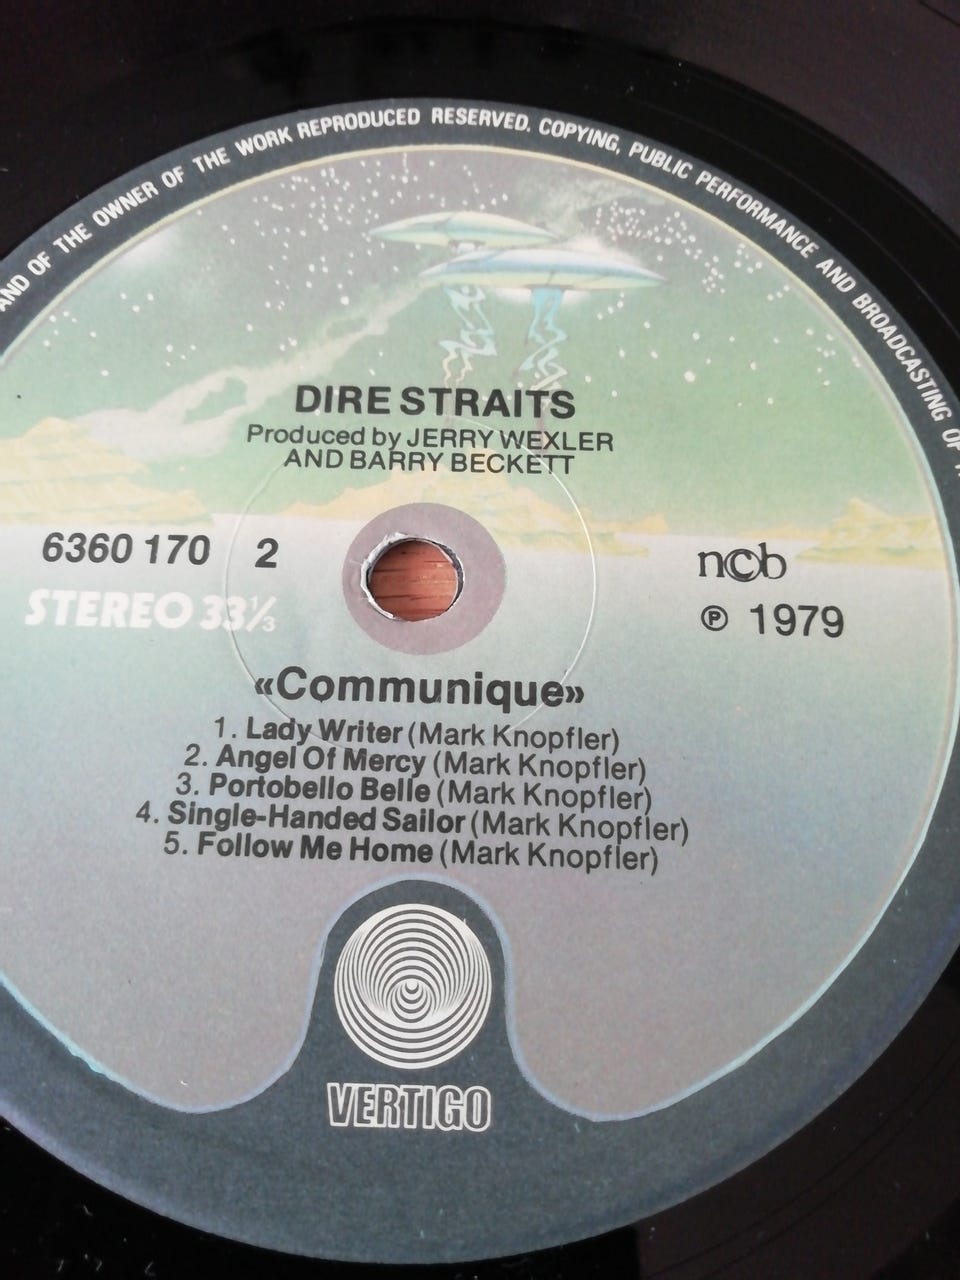 AND OF THE OWNER OF THE WORK REPRODUCED RESERVED. COPYING, PUBLIC PERFORMANCE AND BROADCASTING OF
DIRE STRAITS
Produced by JERRY WEXLER
AND BARRY BECKETT
6360 170 2
ncb
STEREO 33 1/3
℗ 1979
«Communique»
1. Lady Writer (Mark Knopfler)
2. Angel Of Mercy (Mark Knopfler)
3. Portobello Belle (Mark Knopfler)
4. Single-Handed Sailor (Mark Knopfler)
5. Follow Me Home (Mark Knopfler)
VERTIGO